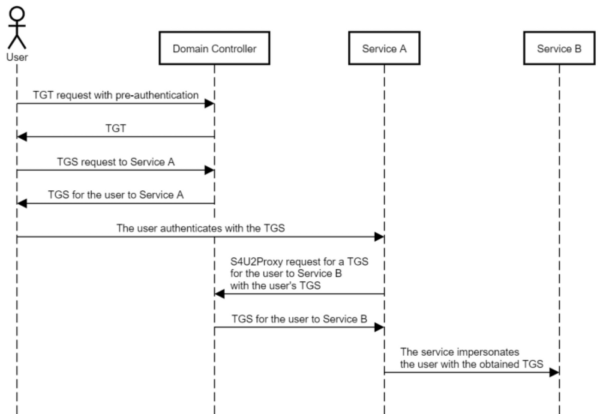 User
Domain Controller
Service A
Service B
TGT request with pre-authentication
TGT
TGS request to Service A
TGS for the user to Service A
The user authenticates with the TGS
S4U2Proxy request for a TGS
for the user to Service B
with the user's TGS
TGS for the user to Service B
The service impersonates
the user with the obtained TGS